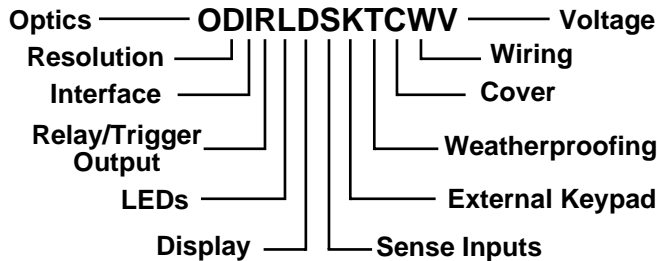 Optics ODIRLDSKTCWV Voltage
Resolution Wiring
Interface Cover
Relay/Trigger
Output
Weatherproofing
LEDs External Keypad
Display Sense Inputs